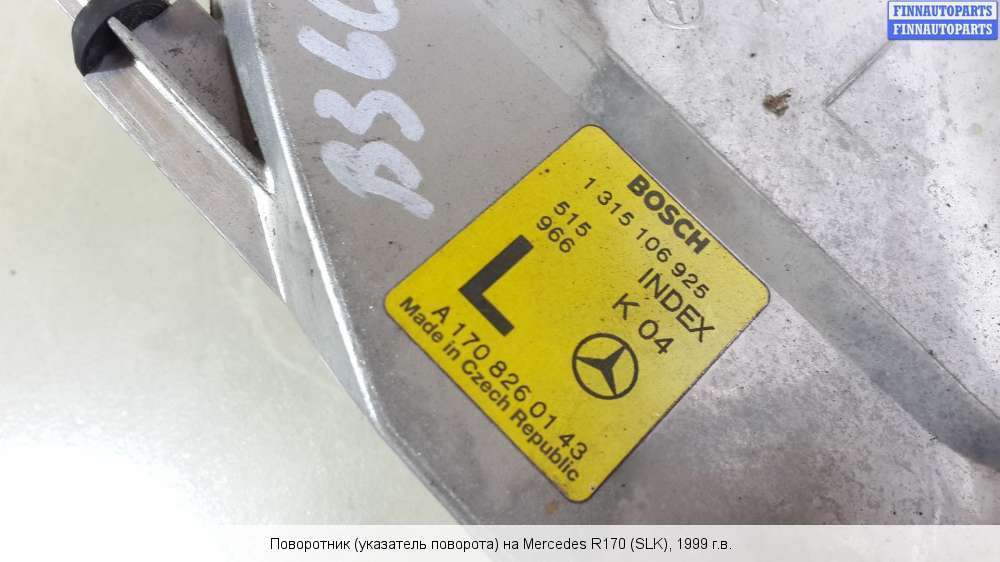 FINNAUTOPARTS
FINNAUTOPARTS
BOSCH
1 315 106 925
515 INDEX
966 K 04
L
A 170 826 01 43
Made in Czech Republic
Поворотник (указатель поворота) на Mercedes R170 (SLK), 1999 г.в.